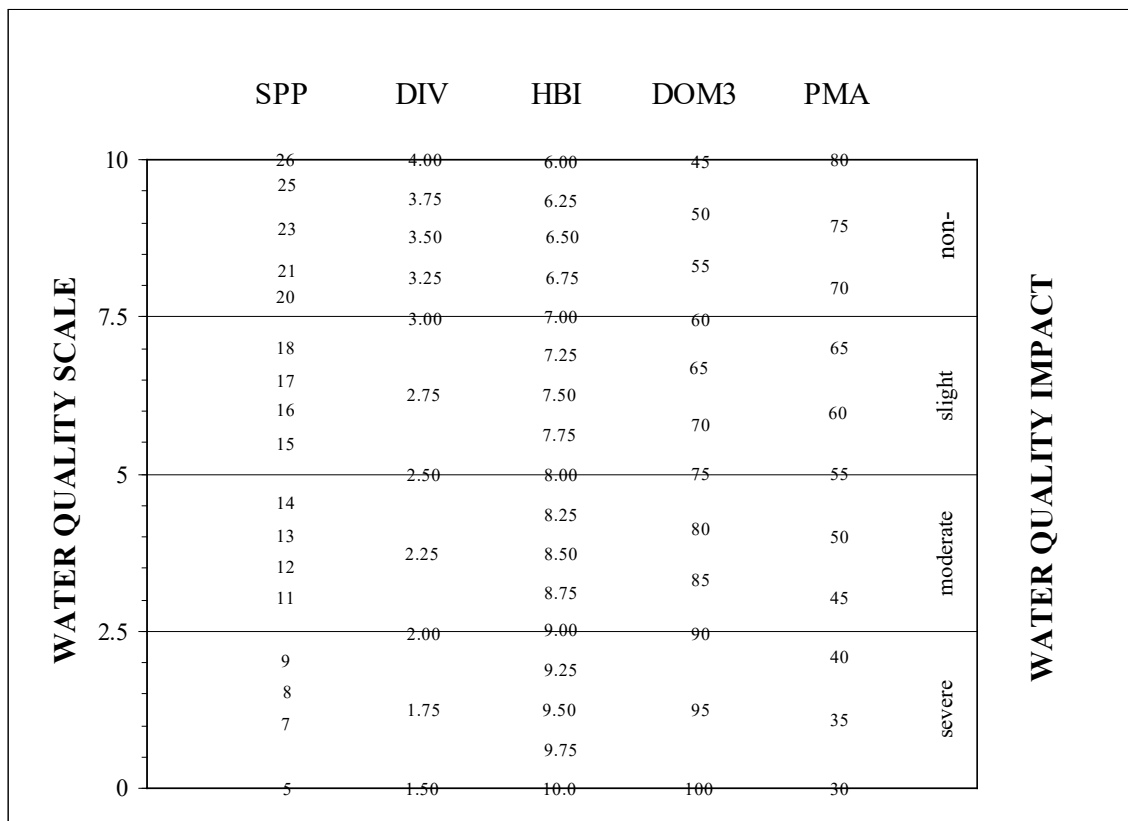 SPP DIV HBI DOM3 PMA
10 26 4.00 6.00 45 80
25 3.75 6.25 50
23 3.50 6.50 75
21 3.25 6.75 55
20 70
7.5 3.00 7.00 60
18 7.25 65
17 2.75 7.50 65
16 60
15 7.75 70
5 2.50 8.00 75 55
14 8.25
13 80 50
12 2.25 8.50
11 8.75 85 45
2.5 2.00 9.00 90
9 9.25 40
8 1.75 9.50 95
7 35
9.75
0 5 1.50 10.0 100 30
non-
slight
moderate
severe
WATER QUALITY SCALE
WATER QUALITY IMPACT